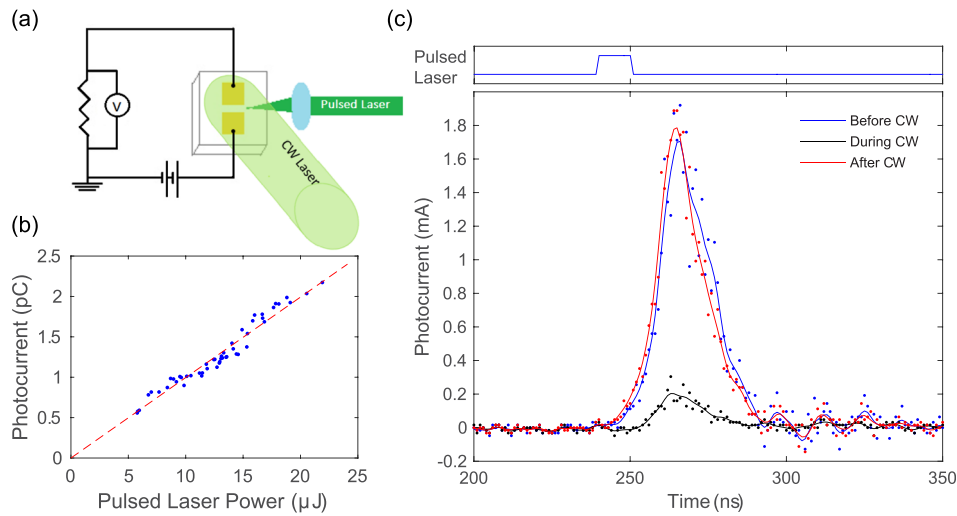 (a)
V
Pulsed Laser
CW Laser
(b)
Photocurrent (pC)
2.5
2
1.5
1
0.5
0
0 5 10 15 20 25
Pulsed Laser Power (µJ)
(c)
Pulsed
Laser
Photocurrent (mA)
1.8
1.6
1.4
1.2
1
0.8
0.6
0.4
0.2
0
-0.2
Before CW
During CW
After CW
200 250 300 350
Time (ns)